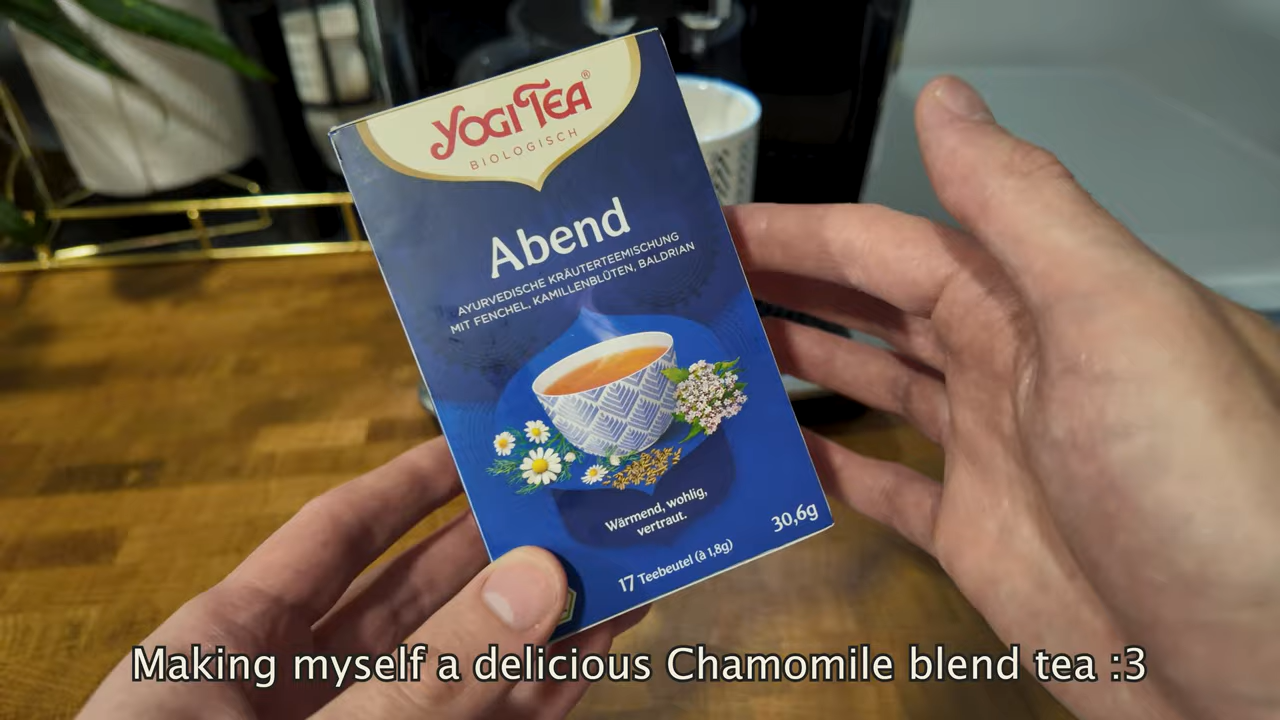 YOGI TEA®
BIOLOGISCH
Abend
AYURVEDISCHE KRÄUTERTEEMISCHUNG
MIT FENCHEL, KAMILLENBLÜTEN, BALDRIAN
Wärmend, wohlig,
vertraut.
30,6g
17 Teebeutel (à 1,8g)
Making myself a delicious Chamomile blend tea :3